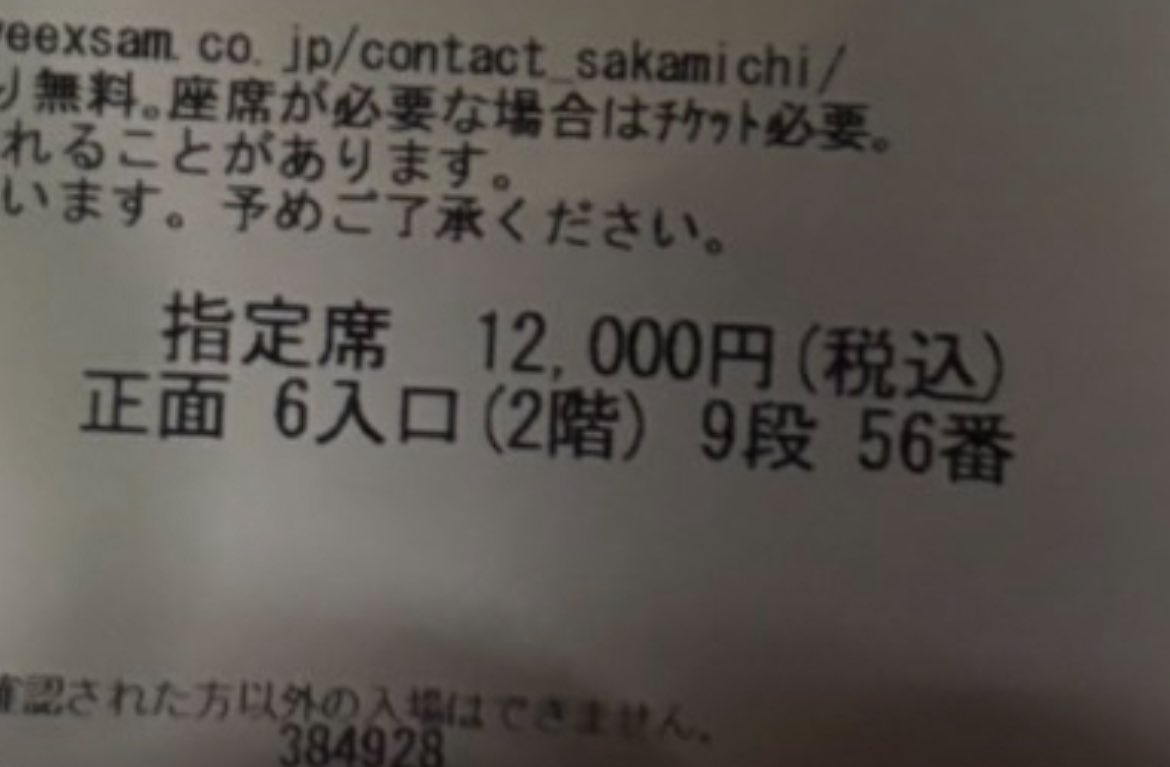 veexsam.co.jp/contact_sakamichi/
り無料。座席が必要な場合はﾁｹｯﾄ必要。
れることがあります。
います。予めご了承ください。
指定席 12,000円(税込)
正面 6入口(2階) 9段 56番
確認された方以外の入場はできません。
384928